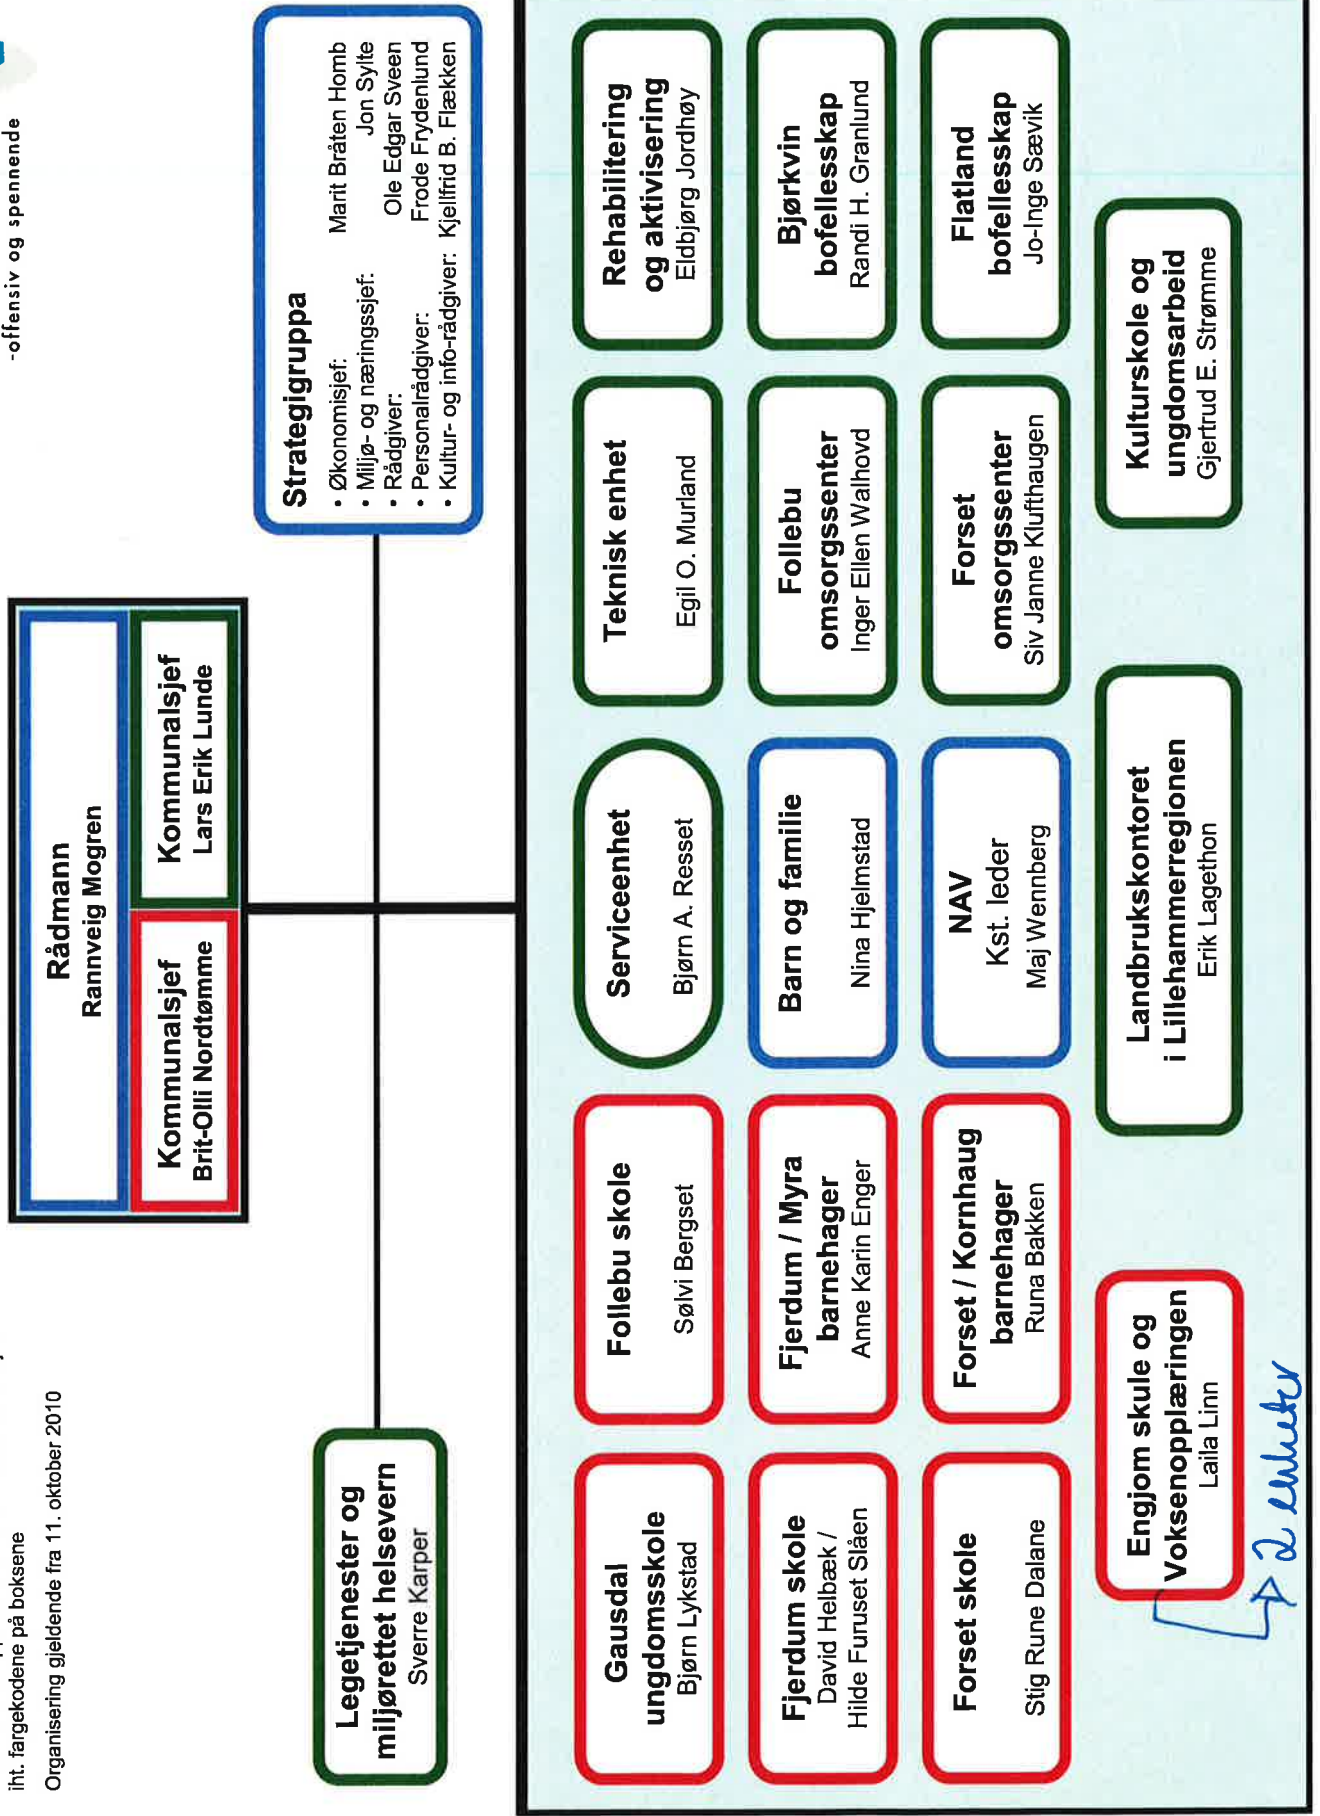 -offensiv og spennende
iht. fargekodene på boksene
Organisering gjeldende fra 11. oktober 2010
Rådmann
Rannveig Mogren
Kommunalsjef
Brit-Olli Nordtømme
Kommunalsjef
Lars Erik Lunde
Legetjenester og
miljørettet helsevern
Sverre Karper
Strategigruppa
• Økonomisjef: Marit Bråten Homb
• Miljø- og næringssjef: Jon Sylte
• Rådgiver: Ole Edgar Sveen
• Personalrådgiver: Frode Frydenlund
• Kultur- og info-rådgiver: Kjellfrid B. Flækken
Gausdal
ungdomsskole
Bjørn Lykstad
Follebu skole
Sølvi Bergset
Serviceenhet
Bjørn A. Resset
Teknisk enhet
Egil O. Murland
Rehabilitering
og aktivisering
Eldbjørg Jordhøy
Fjerdum skole
David Helbæk /
Hilde Furuset Slåen
Fjerdum / Myra
barnehager
Anne Karin Enger
Barn og familie
Nina Hjelmstad
Follebu
omsorgssenter
Inger Ellen Walhovd
Bjørkvin
bofellesskap
Randi H. Granlund
Forset skole
Stig Rune Dalane
Forset / Kornhaug
barnehager
Runa Bakken
NAV
Kst. leder
Maj Wennberg
Forset
omsorgssenter
Siv Janne Klufthaugen
Flatland
bofellesskap
Jo-Inge Sævik
Engjom skule og
Voksenopplæringen
Laila Linn
Landbrukskontoret
i Lillehammerregionen
Erik Lagethon
Kulturskole og
ungdomsarbeid
Gjertrud E. Strømme
2 enheter